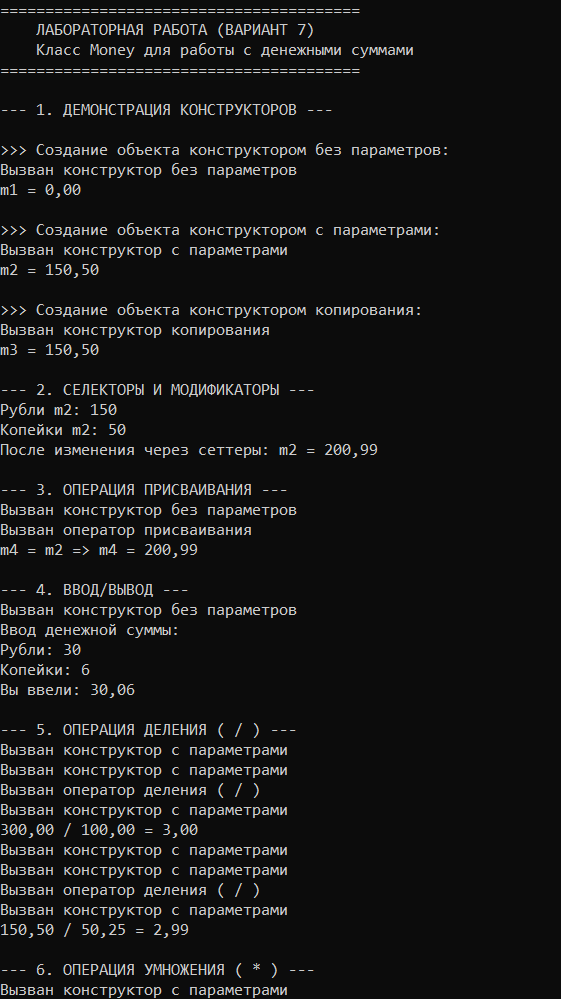 ========================================
ЛАБОРАТОРНАЯ РАБОТА (ВАРИАНТ 7)
Класс Money для работы с денежными суммами
========================================
--- 1. ДЕМОНСТРАЦИЯ КОНСТРУКТОРОВ ---
>>> Создание объекта конструктором без параметров:
Вызван конструктор без параметров
m1 = 0,00
>>> Создание объекта конструктором с параметрами:
Вызван конструктор с параметрами
m2 = 150,50
>>> Создание объекта конструктором копирования:
Вызван конструктор копирования
m3 = 150,50
--- 2. СЕЛЕКТОРЫ И МОДИФИКАТОРЫ ---
Рубли m2: 150
Копейки m2: 50
После изменения через сеттеры: m2 = 200,99
--- 3. ОПЕРАЦИЯ ПРИСВАИВАНИЯ ---
Вызван конструктор без параметров
Вызван оператор присваивания
m4 = m2 => m4 = 200,99
--- 4. ВВОД/ВЫВОД ---
Вызван конструктор без параметров
Ввод денежной суммы:
Рубли: 30
Копейки: 6
Вы ввели: 30,06
--- 5. ОПЕРАЦИЯ ДЕЛЕНИЯ ( / ) ---
Вызван конструктор с параметрами
Вызван конструктор с параметрами
Вызван оператор деления ( / )
Вызван конструктор с параметрами
300,00 / 100,00 = 3,00
Вызван конструктор с параметрами
Вызван конструктор с параметрами
Вызван оператор деления ( / )
Вызван конструктор с параметрами
150,50 / 50,25 = 2,99
--- 6. ОПЕРАЦИЯ УМНОЖЕНИЯ ( * ) ---
Вызван конструктор с параметрами